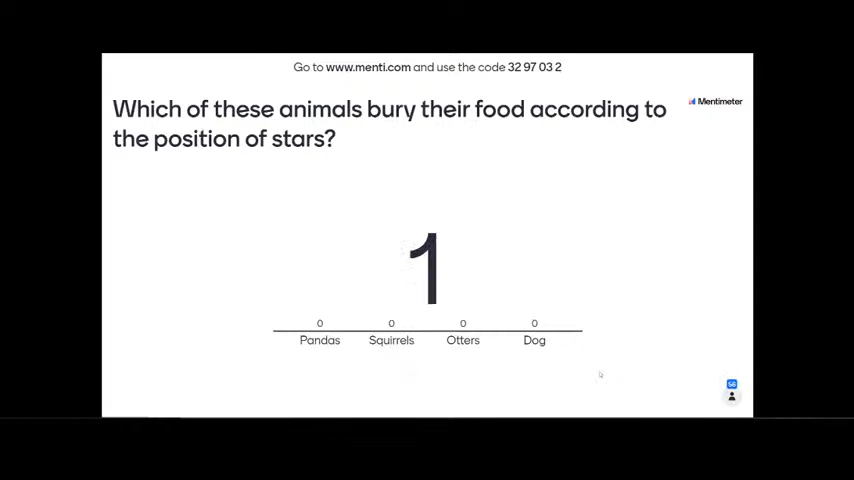 Go to www.menti.com and use the code 32 97 03 2
Mentimeter
Which of these animals bury their food according to
the position of stars?
1
0 0 0 0
Pandas Squirrels Otters Dog
56